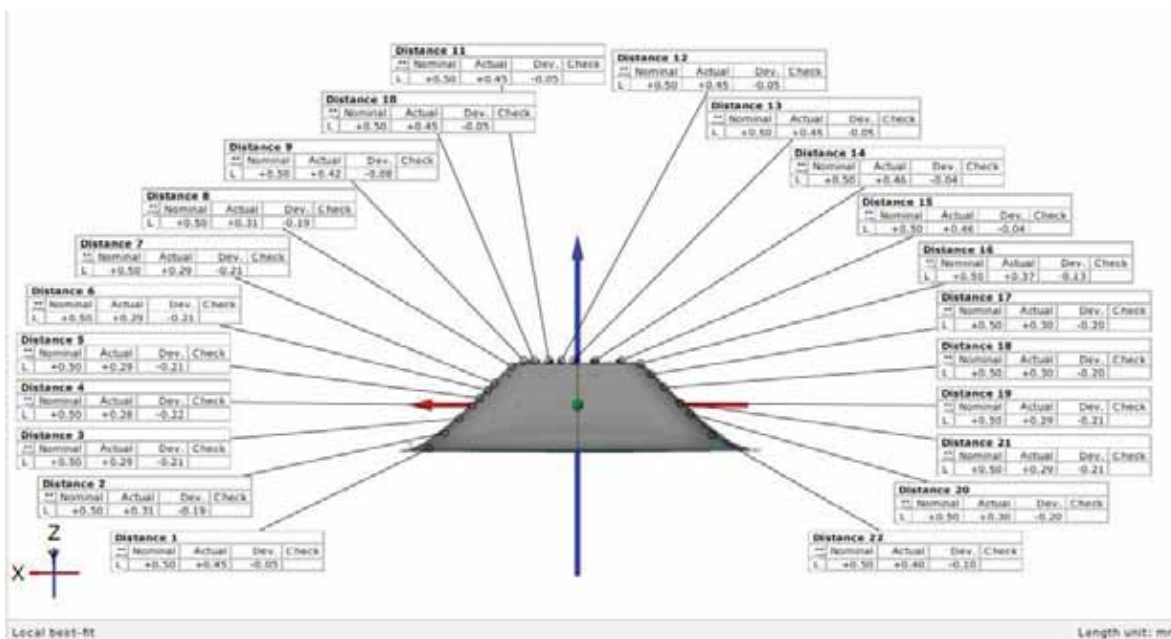 Distance 11
Nominal Actual Dev. Check
L +0.50 +0.45 -0.05
Distance 12
Nominal Actual Dev. Check
L +0.50 +0.45 -0.05
Distance 10
Nominal Actual Dev. Check
L +0.50 +0.45 -0.05
Distance 13
Nominal Actual Dev. Check
L +0.50 +0.45 -0.05
Distance 9
Nominal Actual Dev. Check
L +0.50 +0.42 -0.08
Distance 14
Nominal Actual Dev. Check
L +0.50 +0.46 -0.04
Distance 8
Nominal Actual Dev. Check
L +0.50 +0.31 -0.19
Distance 15
Nominal Actual Dev. Check
L +0.50 +0.46 -0.04
Distance 7
Nominal Actual Dev. Check
L +0.50 +0.29 -0.21
Distance 16
Nominal Actual Dev. Check
L +0.50 +0.37 -0.13
Distance 6
Nominal Actual Dev. Check
L +0.50 +0.29 -0.21
Distance 17
Nominal Actual Dev. Check
L +0.50 +0.30 -0.20
Distance 5
Nominal Actual Dev. Check
L +0.50 +0.29 -0.21
Distance 18
Nominal Actual Dev. Check
L +0.50 +0.30 -0.20
Distance 4
Nominal Actual Dev. Check
L +0.50 +0.28 -0.22
Distance 19
Nominal Actual Dev. Check
L +0.50 +0.29 -0.21
Distance 3
Nominal Actual Dev. Check
L +0.50 +0.29 -0.21
Distance 21
Nominal Actual Dev. Check
L +0.50 +0.29 -0.21
Distance 2
Nominal Actual Dev. Check
L +0.50 +0.31 -0.19
Distance 20
Nominal Actual Dev. Check
L +0.50 +0.30 -0.20
Distance 1
Nominal Actual Dev. Check
L +0.50 +0.45 -0.05
Distance 22
Nominal Actual Dev. Check
L +0.50 +0.40 -0.10
Z
X
Local best-fit
Length unit: